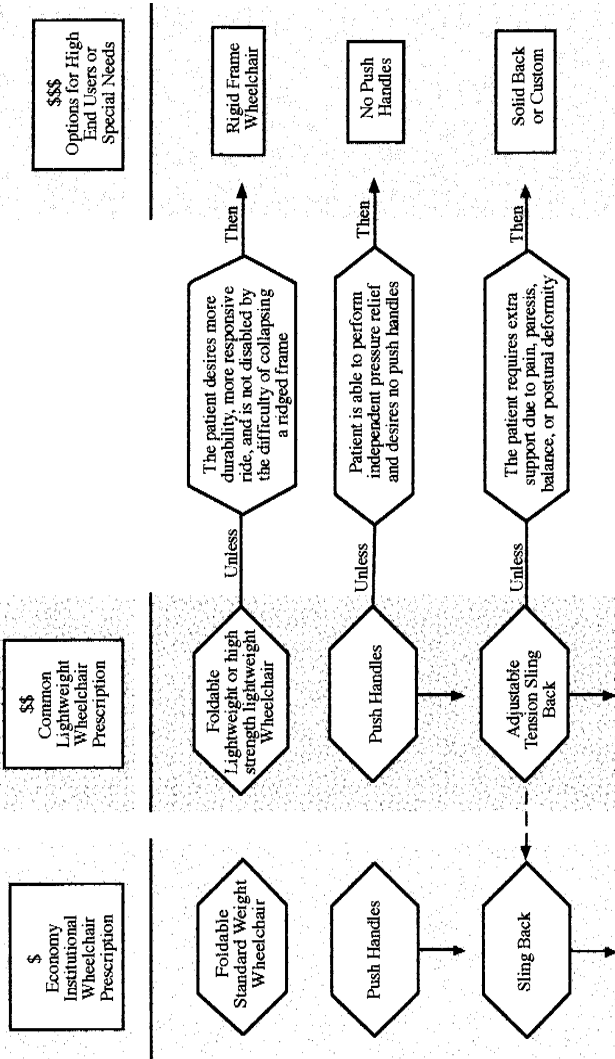 $
Economy
Institutional
Wheelchair
Prescription
$$
Common
Lightweight
Wheelchair
Prescription
$$$
Options for High
End Users or
Special Needs
Foldable
Standard Weight
Wheelchair
Foldable
Lightweight or high
strength lightweight
Wheelchair
Unless
The patient desires more
durability, more responsive
ride, and is not disabled by
the difficulty of collapsing
a ridged frame
Then
Rigid Frame
Wheelchair
Push Handles
Push Handles
Unless
Patient is able to perform
independent pressure relief
and desires no push handles
Then
No Push
Handles
Sling Back
Adjustable
Tension Sling
Back
Unless
The patient requires extra
support due to pain, paresis,
balance, or postural deformity
Then
Solid Back
or Custom